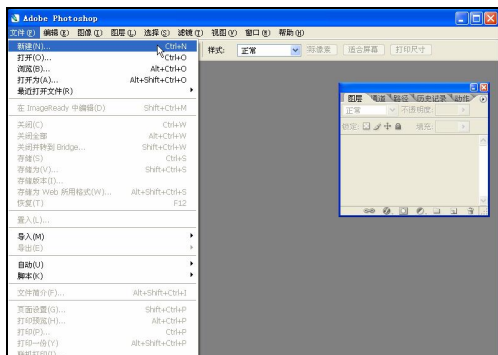 Adobe Photoshop
文件(F) 编辑(E) 图像(I) 图层(L) 选择(S) 滤镜(T) 视图(V) 窗口(W) 帮助(H)
新建(N)... Ctrl+N
样式: 正常 适合屏幕 打印尺寸
打开(O)... Ctrl+O
浏览(B)... Alt+Ctrl+O
打开为(A)... Alt+Shift+Ctrl+O
最近打开文件(R)
图层 通道 路径 历史记录 动作
正常 不透明度:
在 ImageReady 中编辑(D) Shift+Ctrl+M
锁定: 填充:
关闭(C) Ctrl+W
关闭全部 Alt+Ctrl+W
关闭并转到 Bridge... Shift+Ctrl+W
存储(S) Ctrl+S
存储为(V)... Shift+Ctrl+S
存储版本(I)...
存储为 Web 所用格式(W)... Alt+Shift+Ctrl+S
恢复(T) F12
置入(L)...
导入(M)
导出(E)
自动(U)
脚本(K)
文件简介(F)... Alt+Shift+Ctrl+I
页面设置(G)... Shift+Ctrl+P
打印预览(H)... Alt+Ctrl+P
打印(P)... Ctrl+P
打印一份(Y) Alt+Shift+Ctrl+P